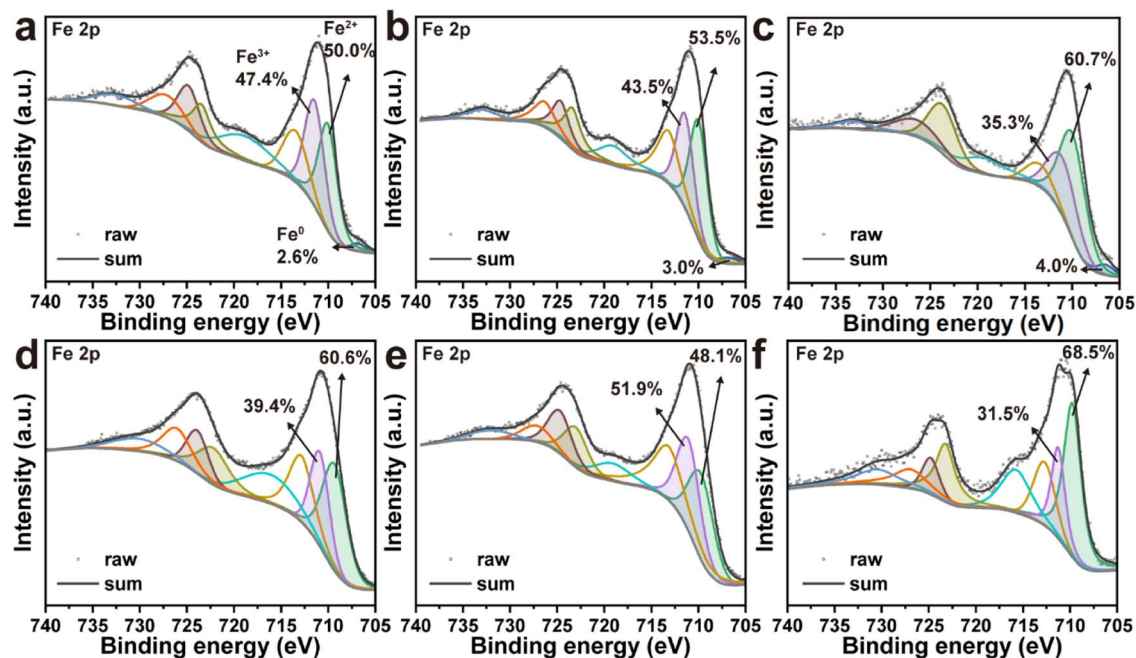 a
Fe 2p
Fe³⁺
47.4%
Fe²⁺
50.0%
Fe⁰
2.6%
raw
sum
Intensity (a.u.)
740 735 730 725 720 715 710 705
Binding energy (eV)
b
Fe 2p
53.5%
43.5%
3.0%
raw
sum
Intensity (a.u.)
740 735 730 725 720 715 710 705
Binding energy (eV)
c
Fe 2p
60.7%
35.3%
4.0%
raw
sum
Intensity (a.u.)
740 735 730 725 720 715 710 705
Binding energy (eV)
d
Fe 2p
60.6%
39.4%
raw
sum
Intensity (a.u.)
740 735 730 725 720 715 710 705
Binding energy (eV)
e
Fe 2p
48.1%
51.9%
raw
sum
Intensity (a.u.)
740 735 730 725 720 715 710 705
Binding energy (eV)
f
Fe 2p
68.5%
31.5%
raw
sum
Intensity (a.u.)
740 735 730 725 720 715 710 705
Binding energy (eV)